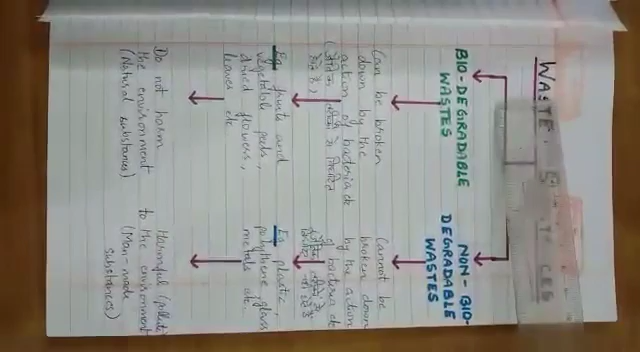 WASTE
BIO-DEGRADABLE
WASTES
Can be broken
down by the
action of bacteria etc
Eg fruits and
vegetable peels,
dried flowers,
leaves etc
Do not harm
the environment
(Natural substances)
NON-BIO-
DEGRADABLE
WASTES
Cannot be
broken down
by the action
of bacteria etc
Eg Plastic,
polythene, glass
metals etc.
Harmful (pollute)
to the environment
(Man-made
substances)